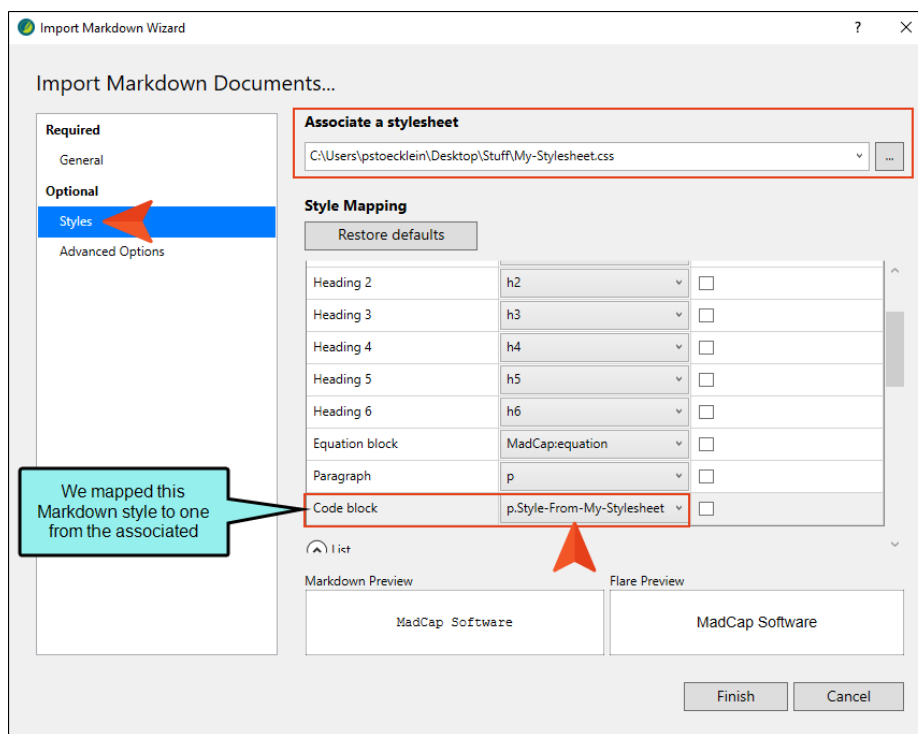 Import Markdown Wizard
?
Import Markdown Documents...
Required
General
Optional
Styles
Advanced Options
Associate a stylesheet
C:\Users\pstoecklein\Desktop\Stuff\My-Stylesheet.css
...
Style Mapping
Restore defaults
Heading 2 h2
Heading 3 h3
Heading 4 h4
Heading 5 h5
Heading 6 h6
Equation block MadCap:equation
Paragraph p
Code block p.Style-From-My-Stylesheet
List
We mapped this
Markdown style to one
from the associated
Markdown Preview
MadCap Software
Flare Preview
MadCap Software
Finish
Cancel